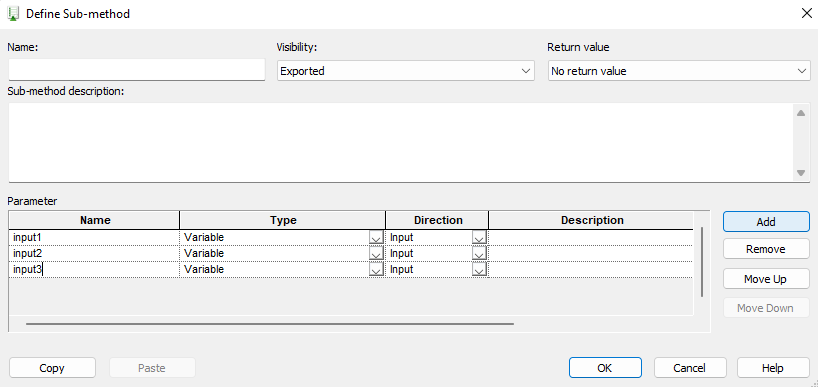 Define Sub-method
Name: Visibility: Return value
Exported No return value
Sub-method description:
Parameter
Name Type Direction Description Add
input1 Variable Input
input2 Variable Input Remove
input3 Variable Input
Move Up
Move Down
Copy Paste OK Cancel Help